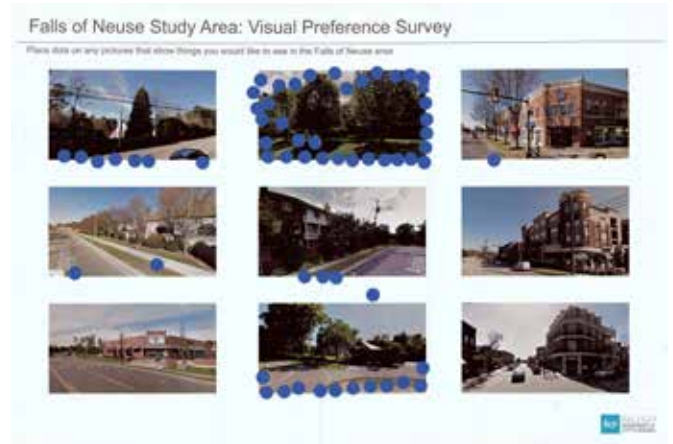 Falls of Neuse Study Area: Visual Preference Survey
Place dots on any pictures that show things you would like to see in the Falls of Neuse area